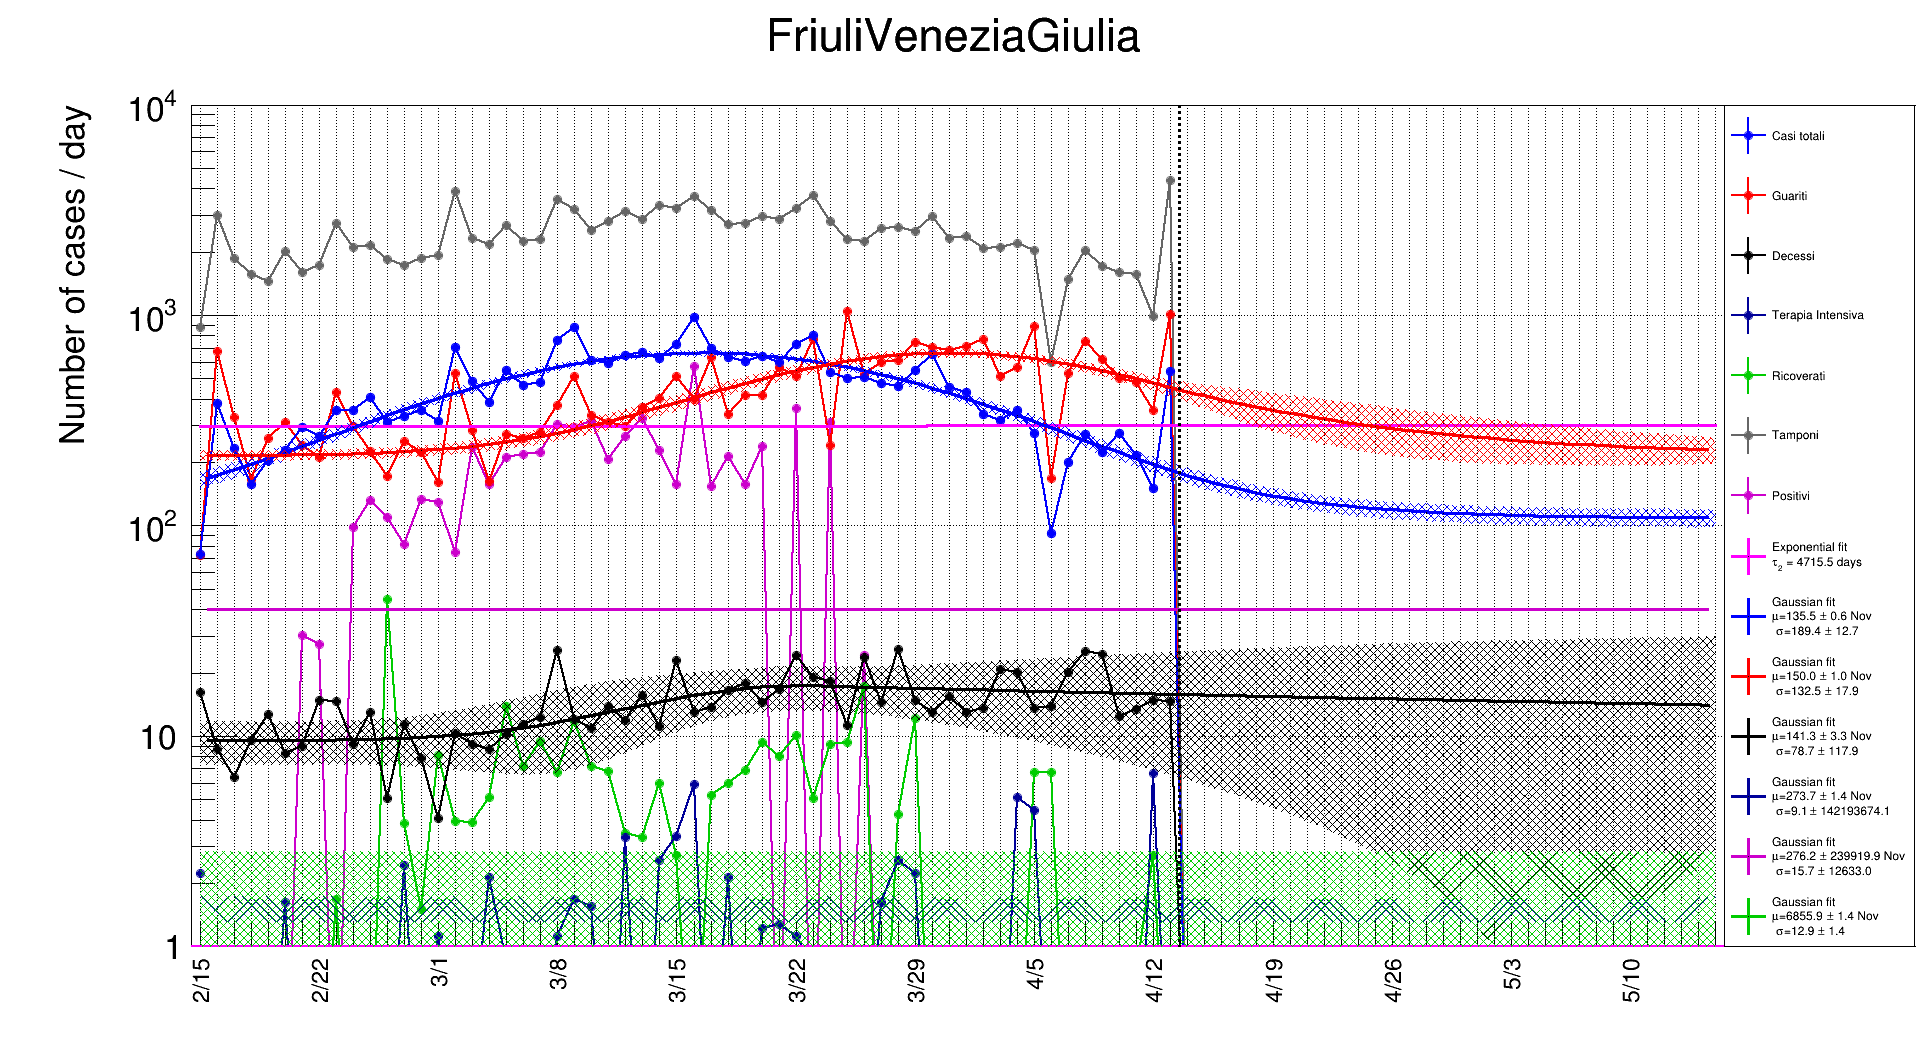 FriuliVeneziaGiulia
Number of cases / day
10^4
10^3
10^2
10
1
2/15
2/22
3/1
3/8
3/15
3/22
3/29
4/5
4/12
4/19
4/26
5/3
5/10
Casi totali
Guariti
Decessi
Terapia Intensiva
Ricoverati
Tamponi
Positivi
Exponential fit
τ₂ = 4715.5 days
Gaussian fit
μ=135.5 ± 0.6 Nov
σ=189.4 ± 12.7
Gaussian fit
μ=150.0 ± 1.0 Nov
σ=132.5 ± 17.9
Gaussian fit
μ=141.3 ± 3.3 Nov
σ=78.7 ± 117.9
Gaussian fit
μ=273.7 ± 1.4 Nov
σ=9.1 ± 142193674.1
Gaussian fit
μ=276.2 ± 239919.9 Nov
σ=15.7 ± 12633.0
Gaussian fit
μ=6855.9 ± 1.4 Nov
σ=12.9 ± 1.4